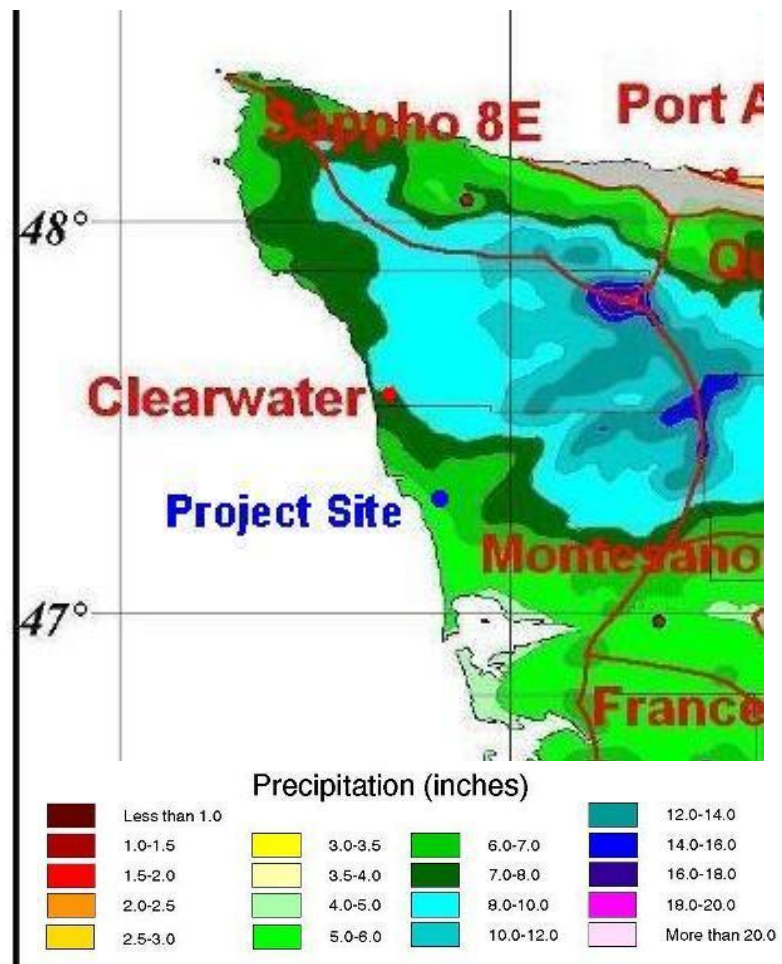 Sappho 8E
Port A
48°
Qu
Clearwater
Project Site
Montesano
47°
France
Precipitation (inches)
Less than 1.0
1.0-1.5
1.5-2.0
2.0-2.5
2.5-3.0
3.0-3.5
3.5-4.0
4.0-5.0
5.0-6.0
6.0-7.0
7.0-8.0
8.0-10.0
10.0-12.0
12.0-14.0
14.0-16.0
16.0-18.0
18.0-20.0
More than 20.0